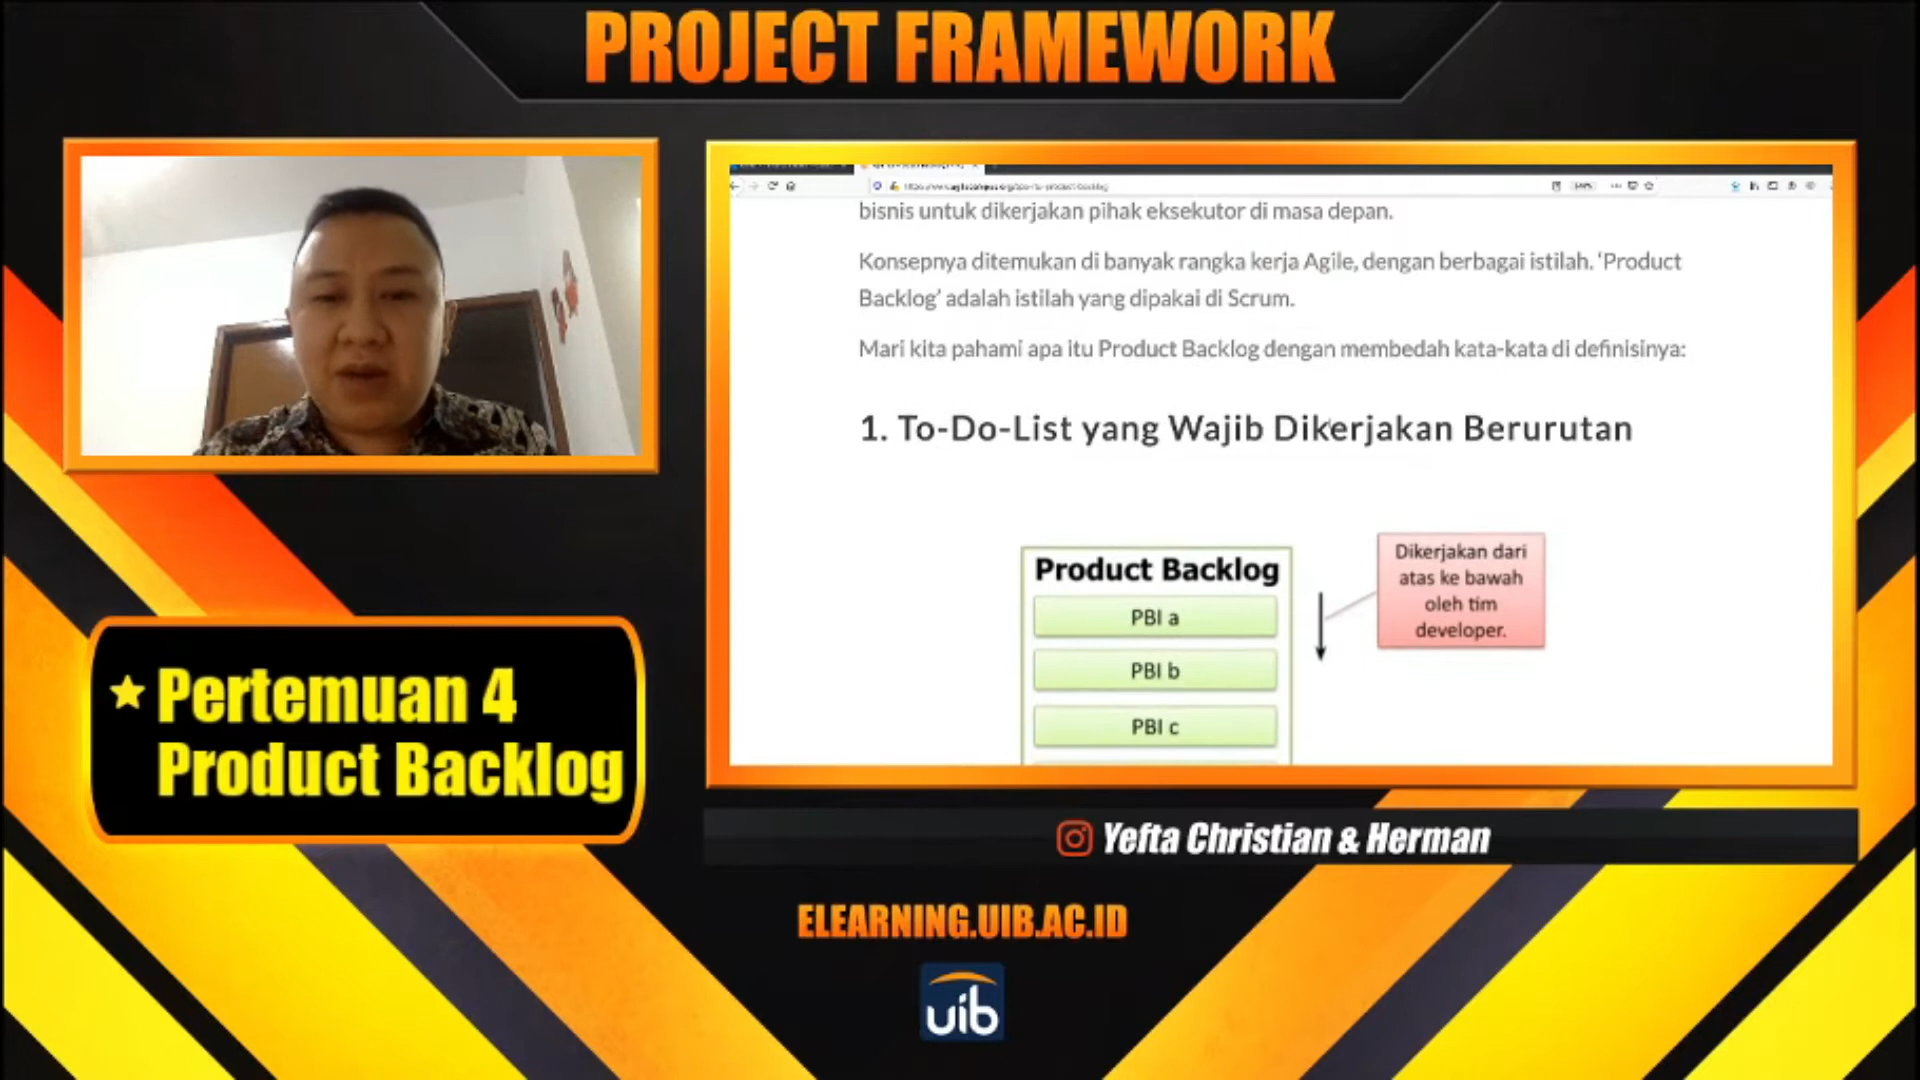 PROJECT FRAMEWORK
bisnis untuk dikerjakan pihak eksekutor di masa depan.
Konsepnya ditemukan di banyak rangka kerja Agile, dengan berbagai istilah. ‘Product
Backlog’ adalah istilah yang dipakai di Scrum.
Mari kita pahami apa itu Product Backlog dengan membedah kata-kata di definisinya:
1. To-Do-List yang Wajib Dikerjakan Berurutan
Product Backlog
PBI a
PBI b
PBI c
Dikerjakan dari
atas ke bawah
oleh tim
developer.
Pertemuan 4
Product Backlog
Yefta Christian & Herman
ELEARNING.UIB.AC.ID
uib